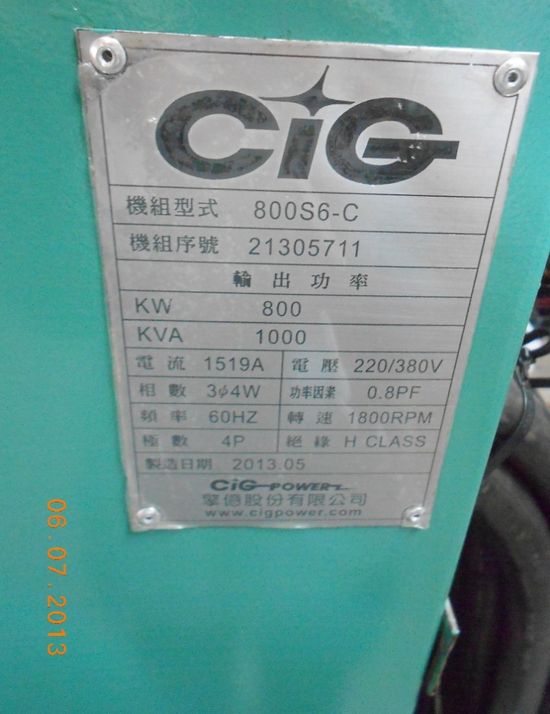 CiG
機組型式 800S6-C
機組序號 21305711
輸出功率
KW 800
KVA 1000
電流 1519A 電壓 220/380V
相數 3φ4W 功率因素 0.8PF
頻率 60HZ 轉速 1800RPM
極數 4P 絕緣 H CLASS
製造日期 2013.05
CiG POWER
擎億股份有限公司
www.cigpower.com
06.07.2013